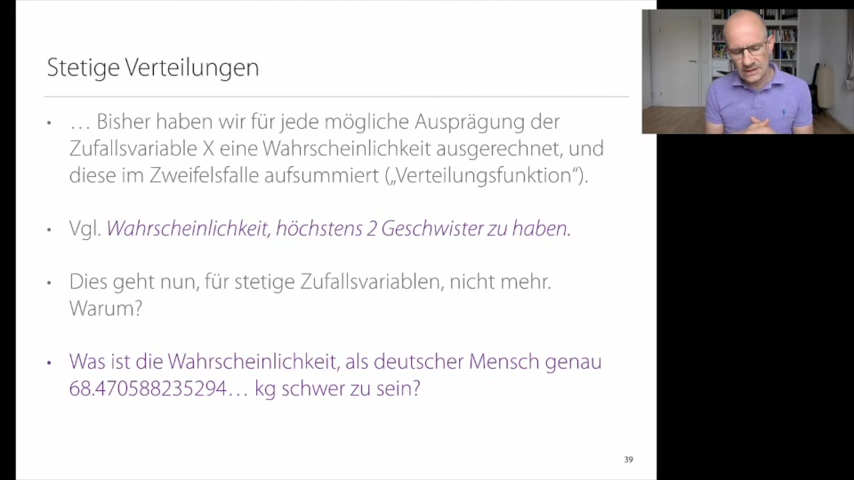 Stetige Verteilungen
• … Bisher haben wir für jede mögliche Ausprägung der
Zufallsvariable X eine Wahrscheinlichkeit ausgerechnet, und
diese im Zweifelsfalle aufsummiert („Verteilungsfunktion“).
• Vgl. Wahrscheinlichkeit, höchstens 2 Geschwister zu haben.
• Dies geht nun, für stetige Zufallsvariablen, nicht mehr.
Warum?
• Was ist die Wahrscheinlichkeit, als deutscher Mensch genau
68.470588235294… kg schwer zu sein?
39